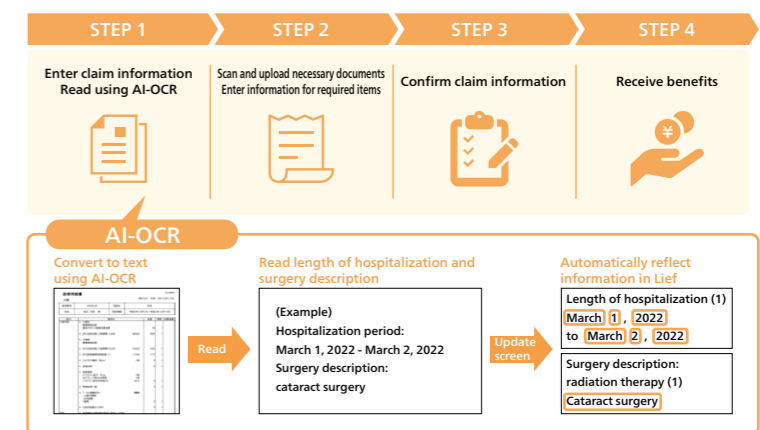 STEP 1
STEP 2
STEP 3
STEP 4
Enter claim information
Read using AI-OCR
Scan and upload necessary documents
Enter information for required items
Confirm claim information
Receive benefits
¥
AI-OCR
Convert to text
using AI-OCR
Read
Read length of hospitalization and
surgery description
(Example)
Hospitalization period:
March 1, 2022 - March 2, 2022
Surgery description:
cataract surgery
Update
screen
Automatically reflect
information in Lief
Length of hospitalization (1)
March 1 , 2022
to March 2 , 2022
Surgery description:
radiation therapy (1)
Cataract surgery